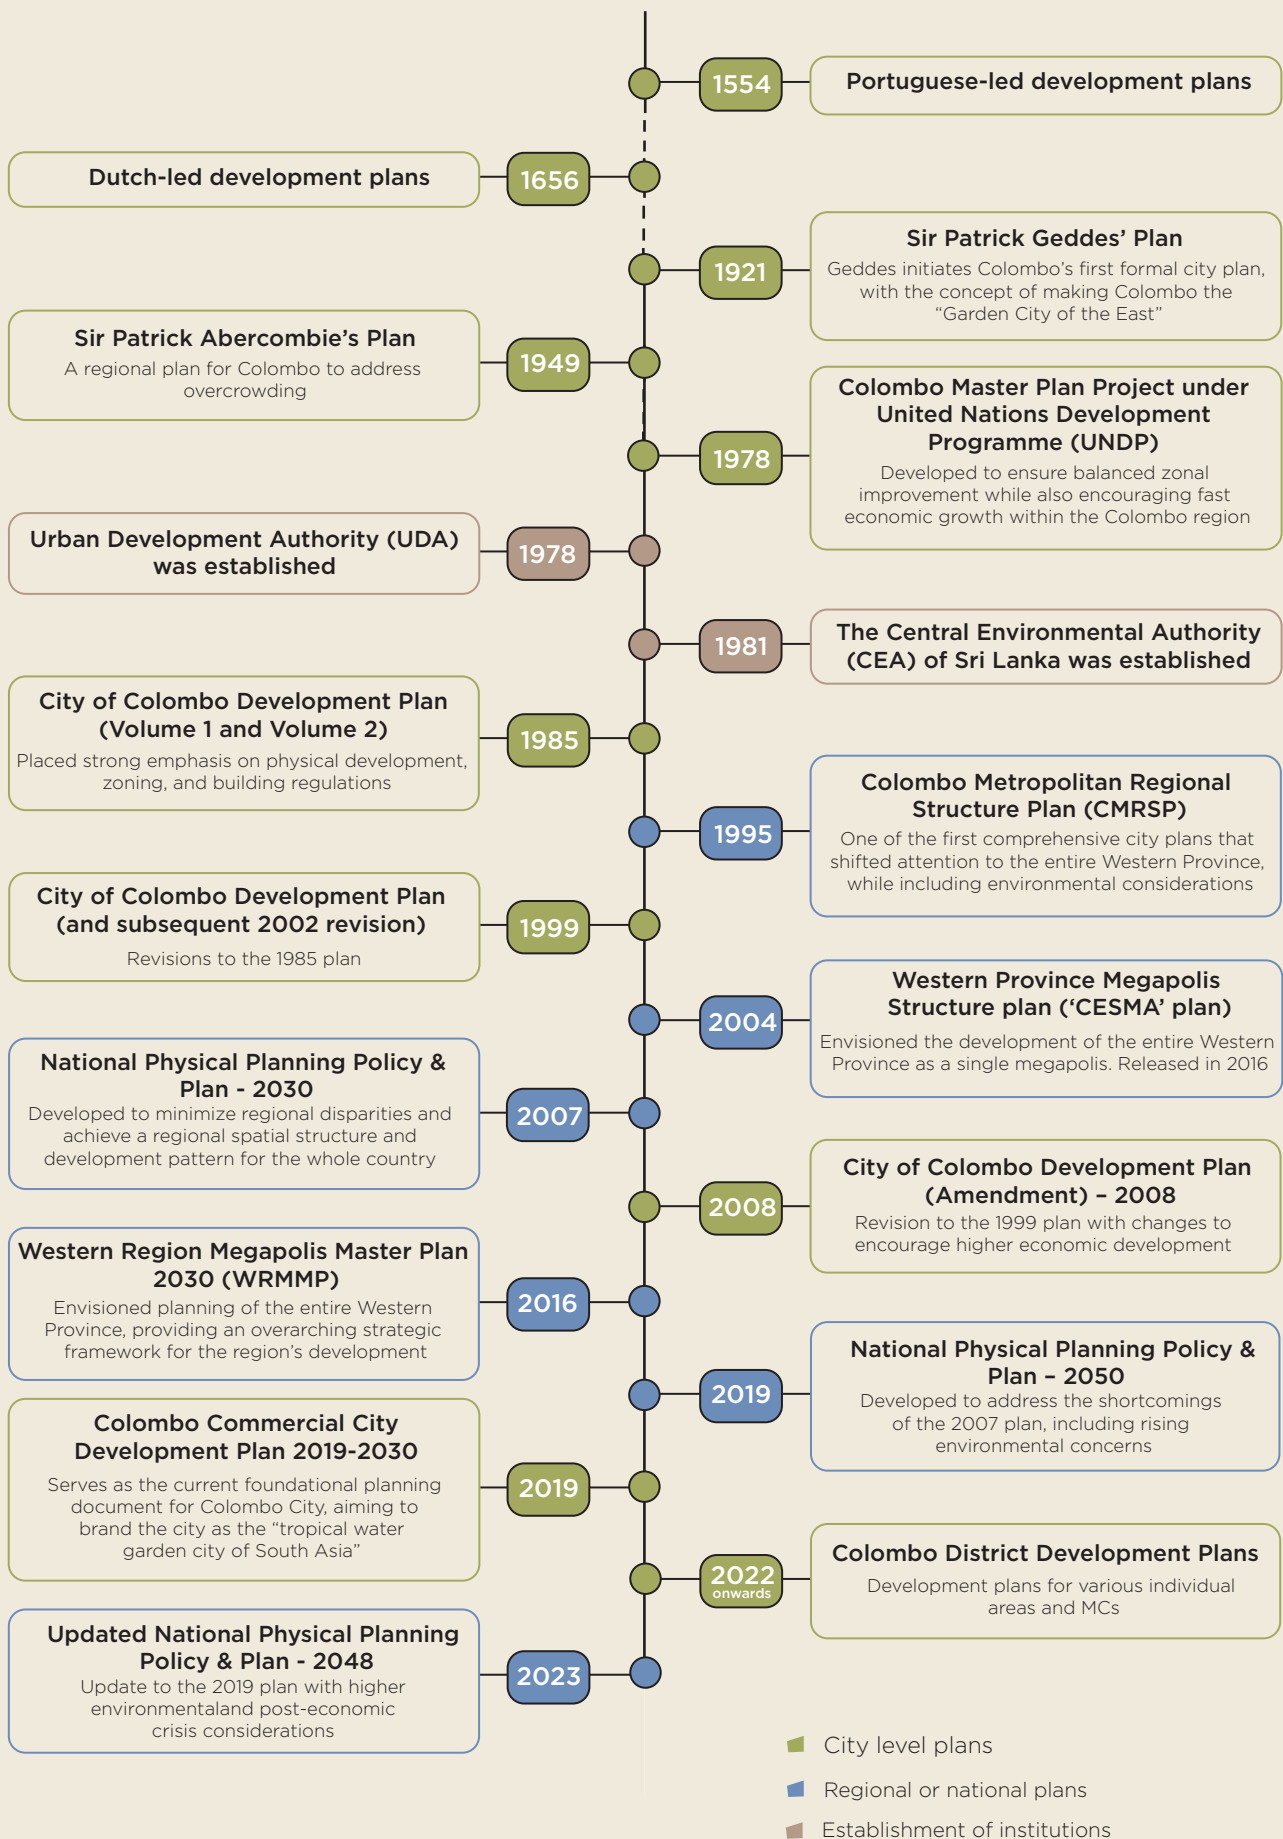 1554
Portuguese-led development plans
Dutch-led development plans
1656
1921
Sir Patrick Geddes’ Plan
Geddes initiates Colombo’s first formal city plan,
with the concept of making Colombo the
“Garden City of the East”
Sir Patrick Abercombie's Plan
A regional plan for Colombo to address
overcrowding
1949
1978
Colombo Master Plan Project under
United Nations Development
Programme (UNDP)
Developed to ensure balanced zonal
improvement while also encouraging fast
economic growth within the Colombo region
Urban Development Authority (UDA)
was established
1978
1981
The Central Environmental Authority
(CEA) of Sri Lanka was established
City of Colombo Development Plan
(Volume 1 and Volume 2)
Placed strong emphasis on physical development,
zoning, and building regulations
1985
1995
Colombo Metropolitan Regional
Structure Plan (CMRSP)
One of the first comprehensive city plans that
shifted attention to the entire Western Province,
while including environmental considerations
City of Colombo Development Plan
(and subsequent 2002 revision)
Revisions to the 1985 plan
1999
2004
Western Province Megapolis
Structure plan (‘CESMA’ plan)
Envisioned the development of the entire Western
Province as a single megapolis. Released in 2016
National Physical Planning Policy &
Plan - 2030
Developed to minimize regional disparities and
achieve a regional spatial structure and
development pattern for the whole country
2007
2008
City of Colombo Development Plan
(Amendment) – 2008
Revision to the 1999 plan with changes to
encourage higher economic development
Western Region Megapolis Master Plan
2030 (WRMMP)
Envisioned planning of the entire Western
Province, providing an overarching strategic
framework for the region’s development
2016
2019
National Physical Planning Policy &
Plan – 2050
Developed to address the shortcomings
of the 2007 plan, including rising
environmental concerns
Colombo Commercial City
Development Plan 2019-2030
Serves as the current foundational planning
document for Colombo City, aiming to
brand the city as the “tropical water
garden city of South Asia”
2019
2022
onwards
Colombo District Development Plans
Development plans for various individual
areas and MCs
Updated National Physical Planning
Policy & Plan - 2048
Update to the 2019 plan with higher
environmentaland post-economic
crisis considerations
2023
City level plans
Regional or national plans
Establishment of institutions